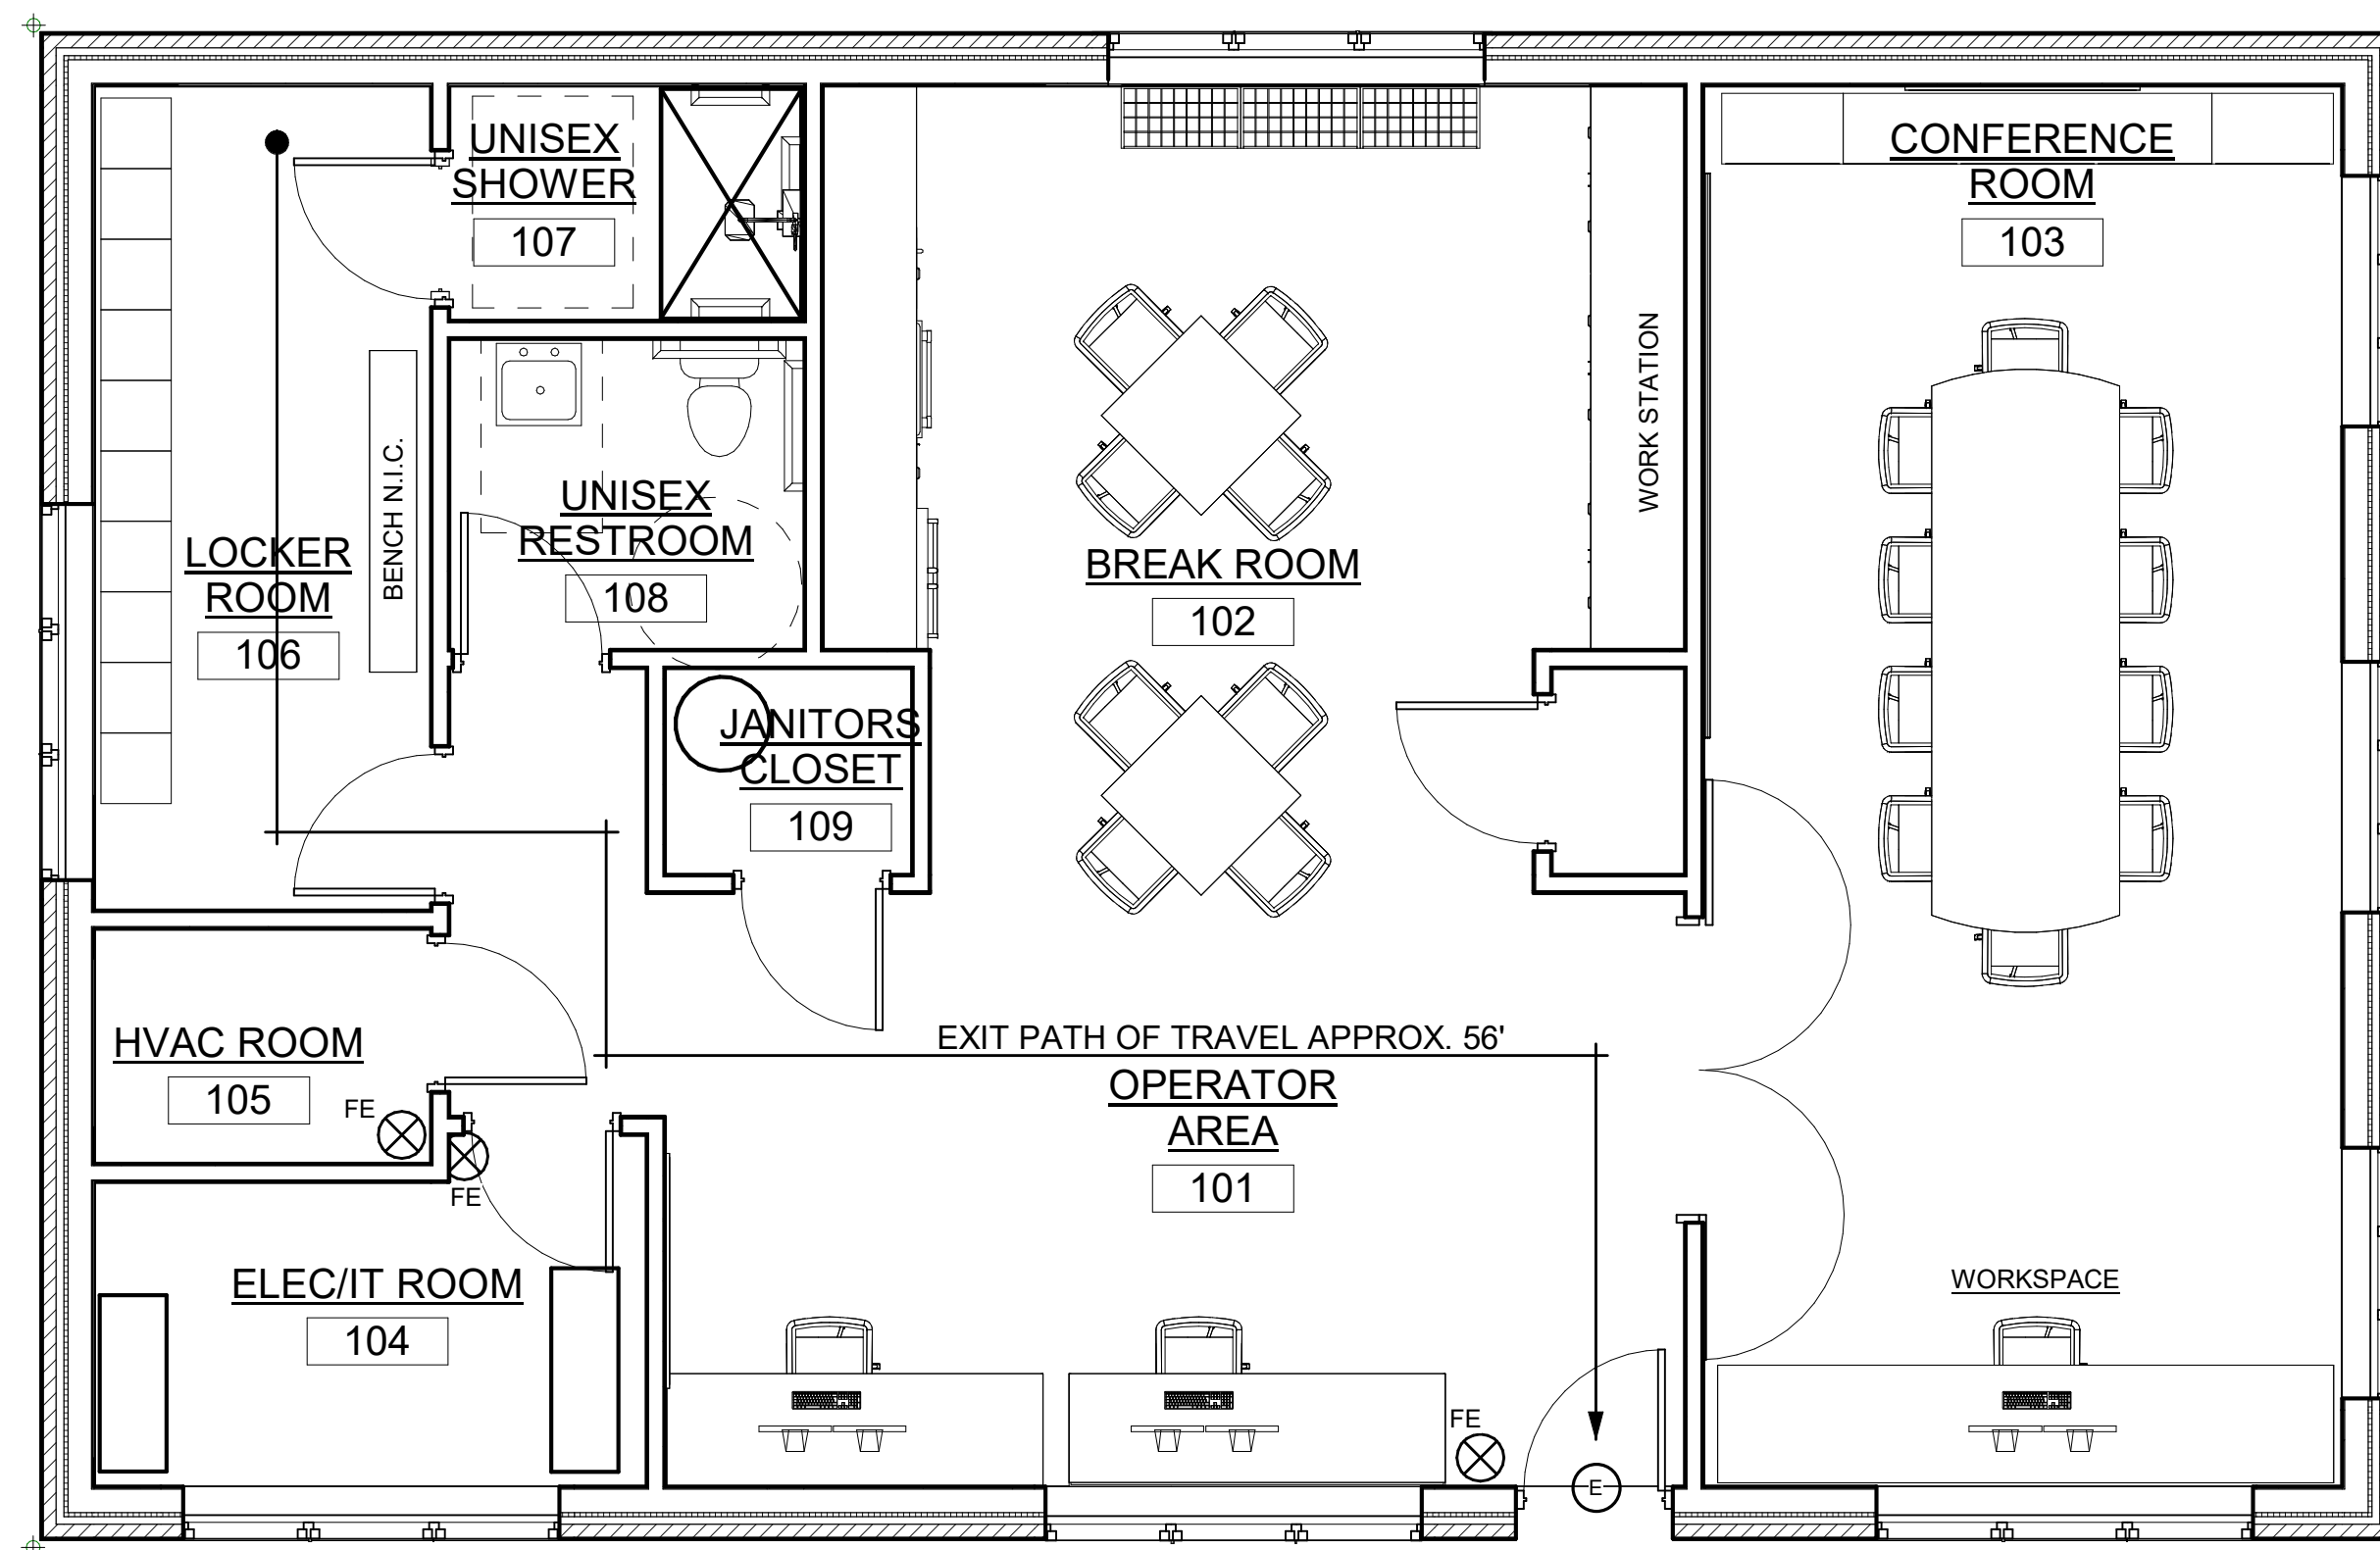 UNISEX
SHOWER
107
CONFERENCE
ROOM
103
WORK STATION
BENCH N.I.C.
UNISEX
RESTROOM
108
LOCKER
ROOM
106
BREAK ROOM
102
JANITORS
CLOSET
109
EXIT PATH OF TRAVEL APPROX. 56'
HVAC ROOM
105
FE
FE
OPERATOR
AREA
101
ELEC/IT ROOM
104
WORKSPACE
FE
E